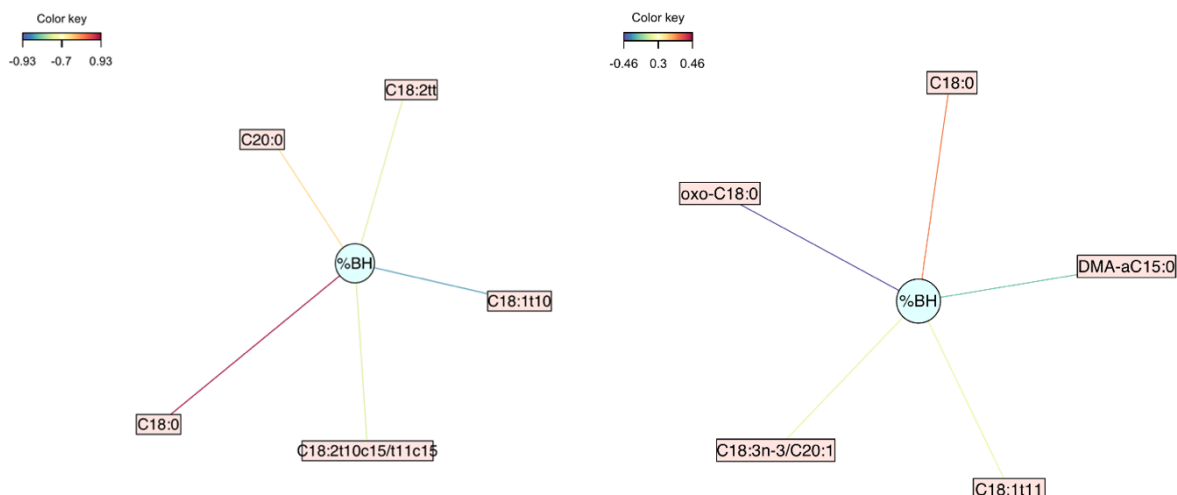 Color key
-0.93 -0.7 0.93
C18:2tt
C20:0
%BH
C18:1t10
C18:0
C18:2t10c15/t11c15
Color key
-0.46 0.3 0.46
C18:0
oxo-C18:0
DMA-aC15:0
%BH
C18:3n-3/C20:1
C18:1t11